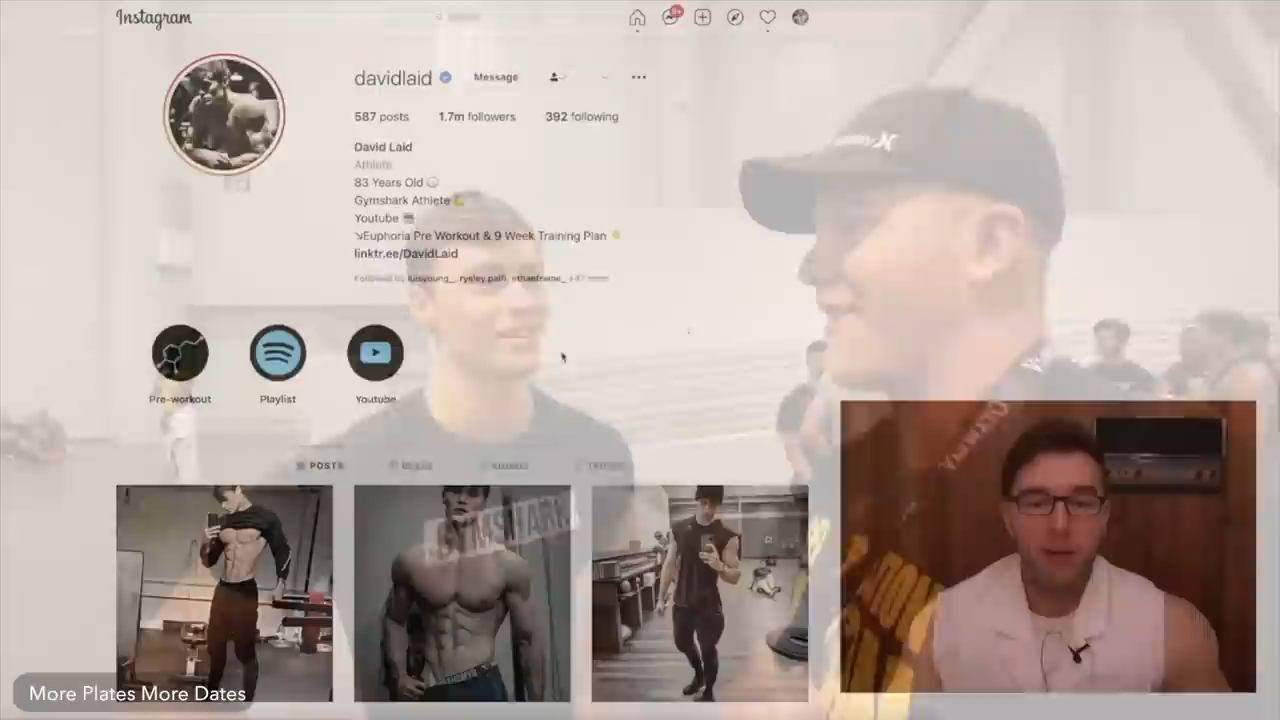 Instagram
9+
davidlaid
Message
587 posts
1.7m followers
392 following
David Laid
Athlete
83 Years Old
Gymshark Athlete
Youtube
↘Euphoria Pre Workout & 9 Week Training Plan
linktr.ee/DavidLaid
Pre-workout
Playlist
Youtube
POSTS
GYMSHARK
More Plates More Dates